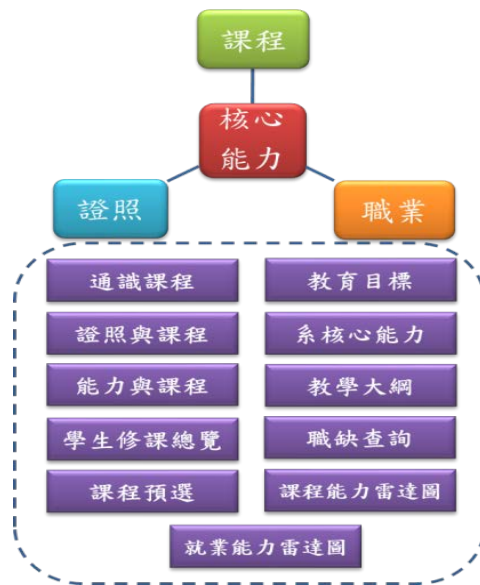 課程
核心
能力
證照
職業
通識課程
教育目標
證照與課程
系核心能力
能力與課程
教學大綱
學生修課總覽
職缺查詢
課程預選
課程能力雷達圖
就業能力雷達圖